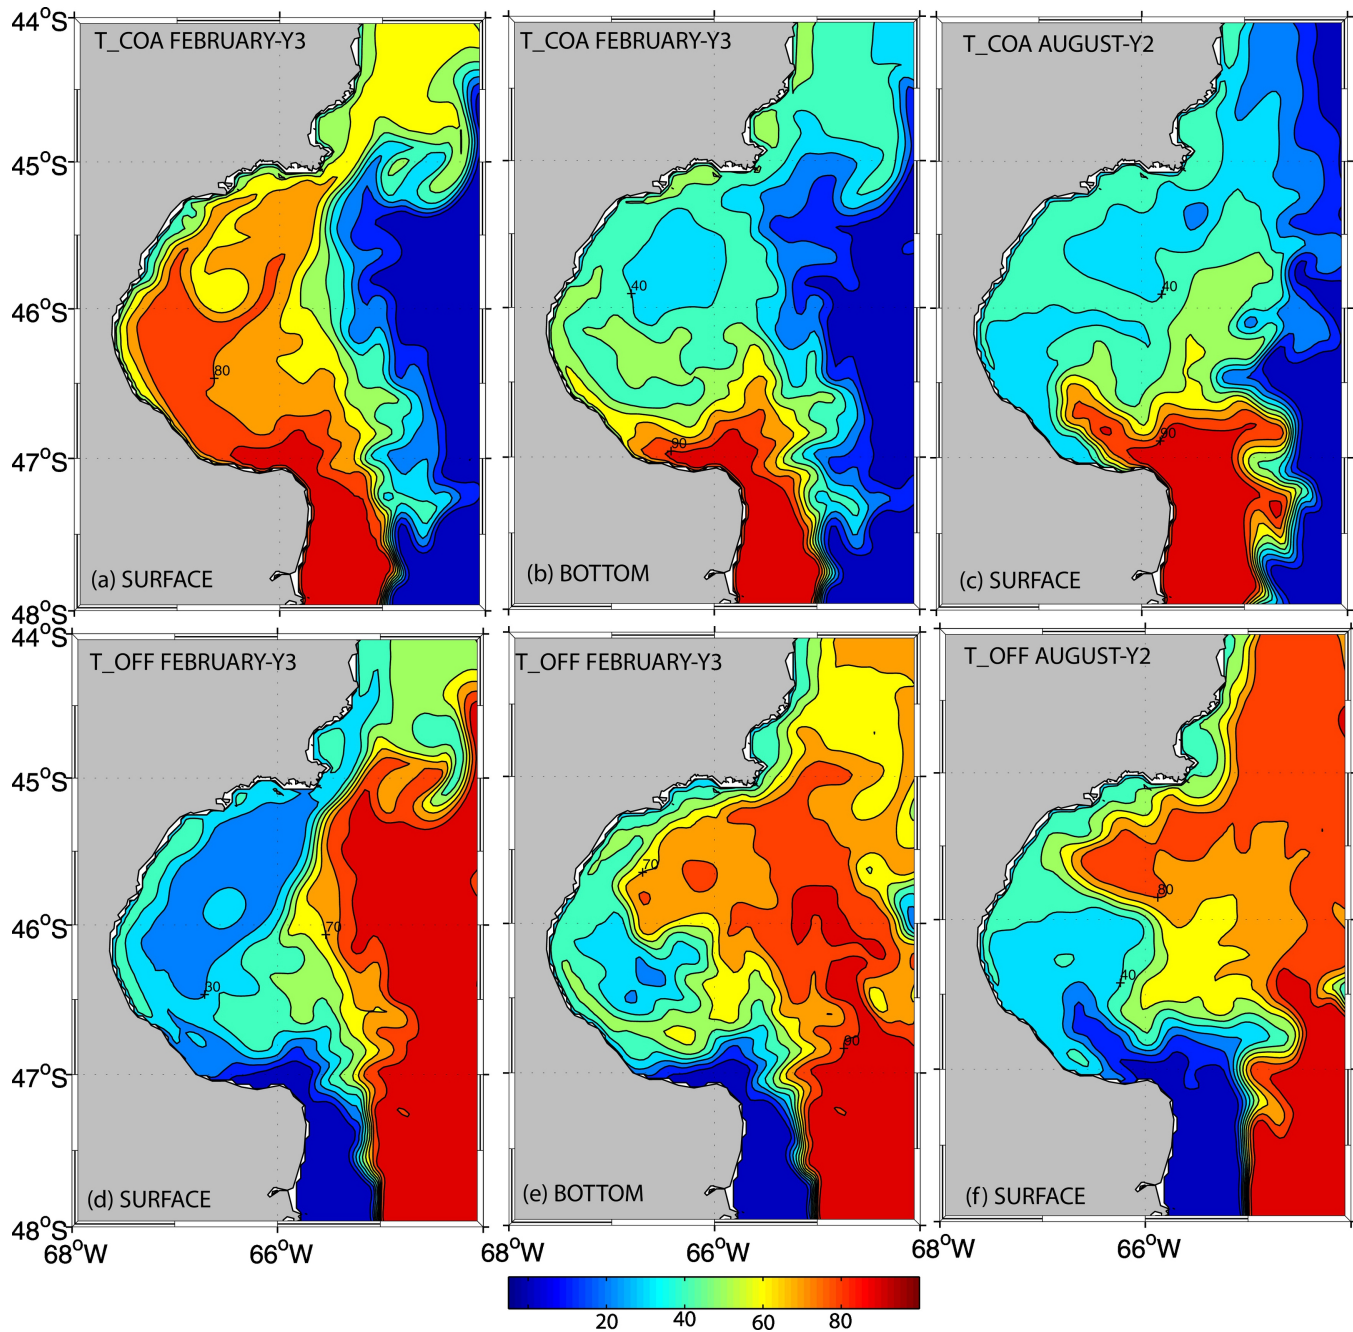 44°S
T_COA FEBRUARY-Y3
T_COA FEBRUARY-Y3
T_COA AUGUST-Y2
45°S
46°S
40
40
80
47°S
90
90
(a) SURFACE
(b) BOTTOM
(c) SURFACE
48°S
44°S
T_OFF FEBRUARY-Y3
T_OFF FEBRUARY-Y3
T_OFF AUGUST-Y2
45°S
70
80
46°S
70
30
40
90
47°S
(d) SURFACE
(e) BOTTOM
(f) SURFACE
48°S
68°W
66°W
68°W
66°W
68°W
66°W
20
40
60
80